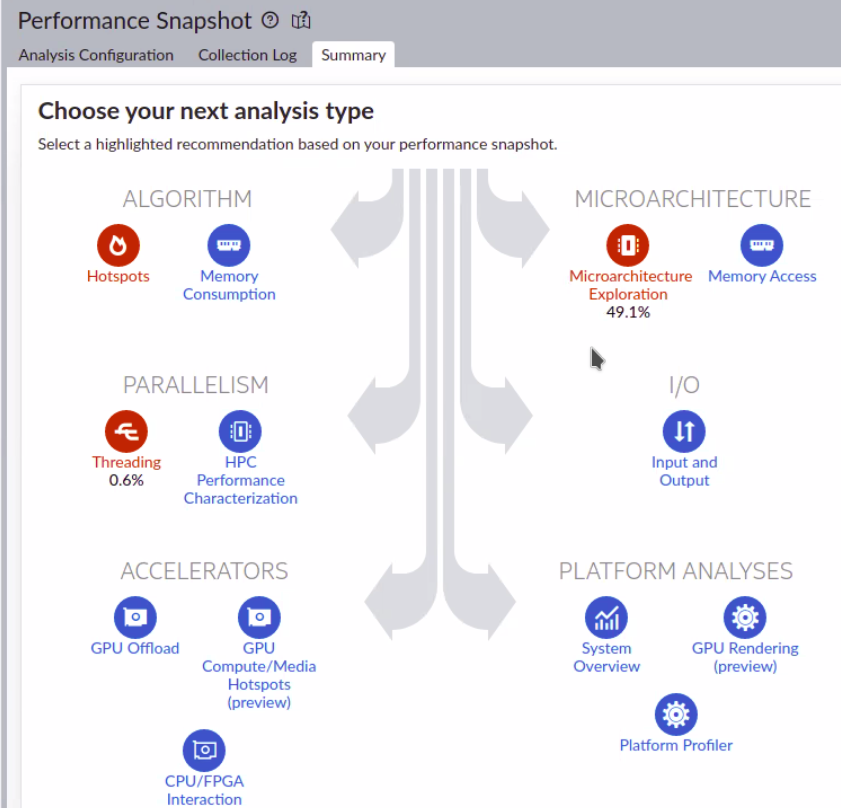 Performance Snapshot
Analysis Configuration Collection Log Summary
Choose your next analysis type
Select a highlighted recommendation based on your performance snapshot.
ALGORITHM
Hotspots
Memory
Consumption
MICROARCHITECTURE
Microarchitecture
Exploration
49.1%
Memory Access
PARALLELISM
Threading
0.6%
HPC
Performance
Characterization
I/O
Input and
Output
ACCELERATORS
GPU Offload
GPU
Compute/Media
Hotspots
(preview)
CPU/FPGA
Interaction
PLATFORM ANALYSES
System
Overview
GPU Rendering
(preview)
Platform Profiler